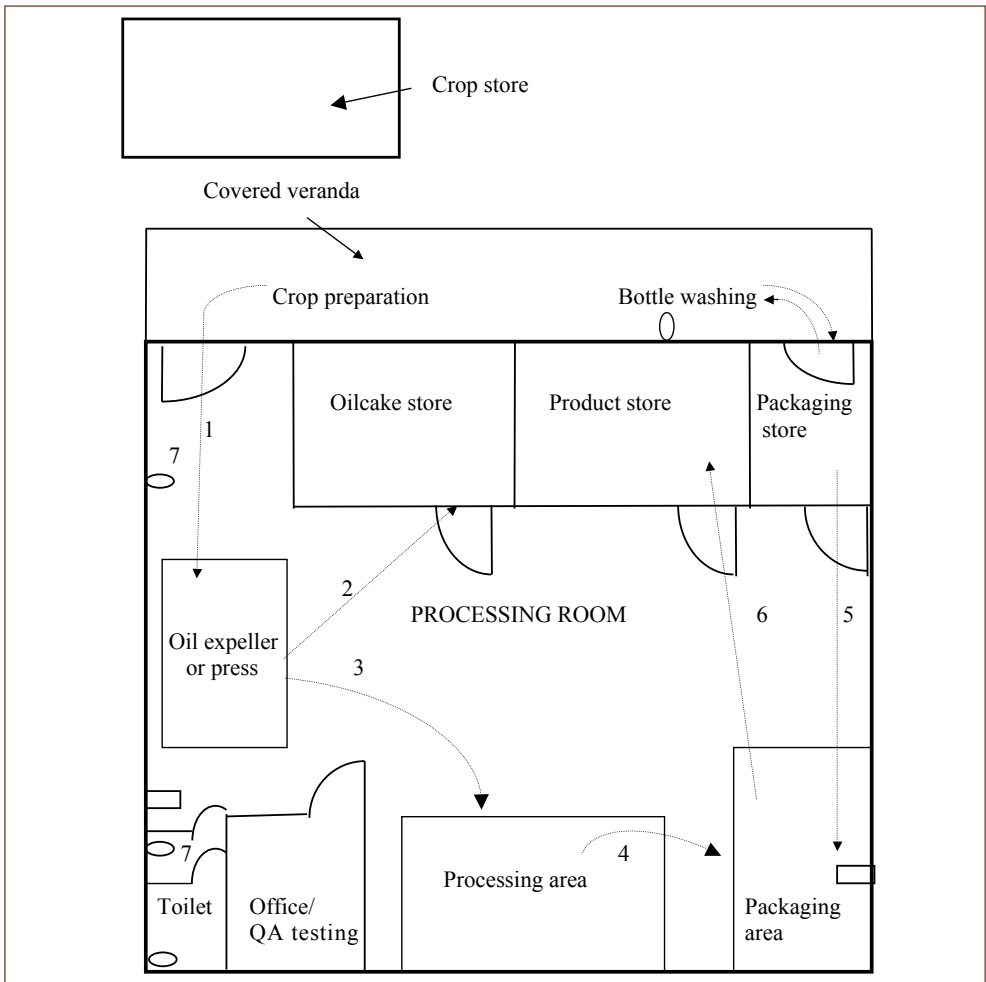 Crop store
Covered veranda
Crop preparation
Bottle washing
Oilcake store
Product store
Packaging
store
1
7
2
PROCESSING ROOM
6
5
Oil expeller
or press
3
7
4
Processing area
Toilet
Office/
QA testing
Packaging
area